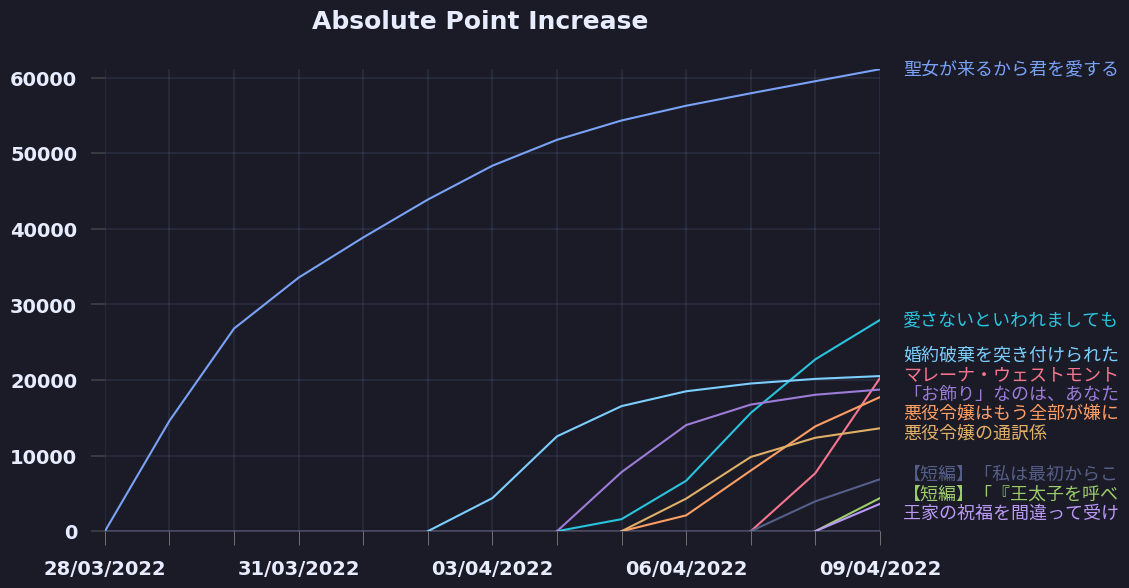 Absolute Point Increase
60000
50000
40000
30000
20000
10000
0
28/03/2022
31/03/2022
03/04/2022
06/04/2022
09/04/2022
聖女が来るから君を愛する
愛さないといわれましても
婚約破棄を突き付けられた
マレーナ・ウェストモント
「お飾り」なのは、あなた
悪役令嬢はもう全部が嫌に
悪役令嬢の通訳係
【短編】「私は最初からこ
【短編】「『王太子を呼べ
王家の祝福を間違って受け